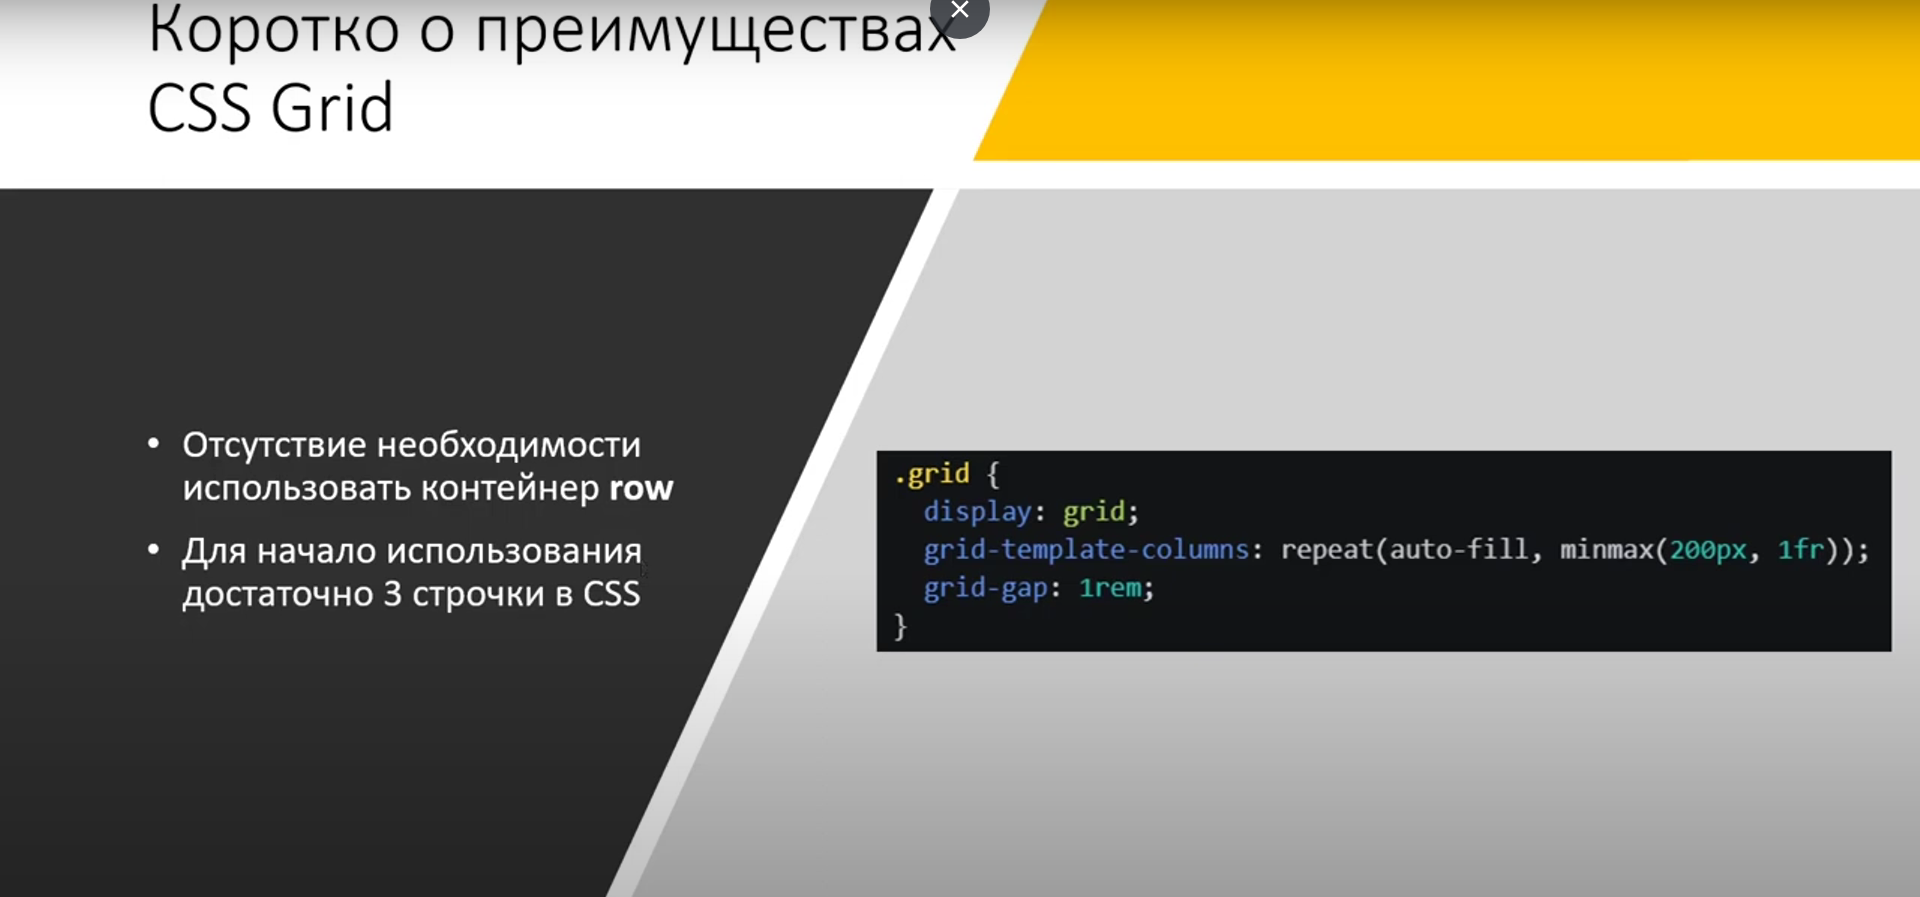 Коротко о преимуществах
CSS Grid
• Отсутствие необходимости
использовать контейнер row
• Для начало использования
достаточно 3 строчки в CSS
.grid {
display: grid;
grid-template-columns: repeat(auto-fill, minmax(200px, 1fr));
grid-gap: 1rem;
}